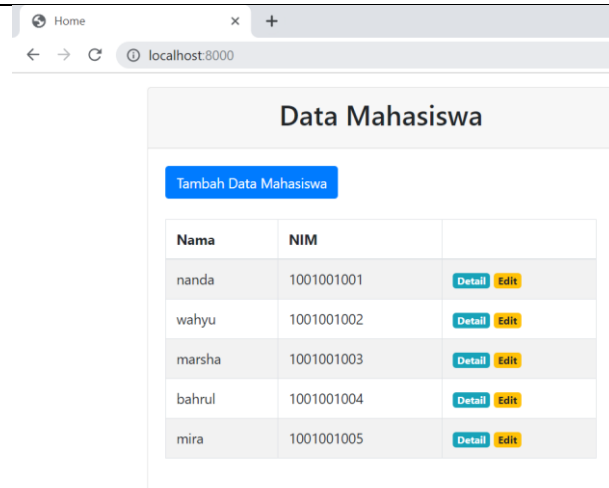 Home
localhost:8000
Data Mahasiswa
Tambah Data Mahasiswa
Nama NIM
nanda 1001001001 Detail Edit
wahyu 1001001002 Detail Edit
marsha 1001001003 Detail Edit
bahrul 1001001004 Detail Edit
mira 1001001005 Detail Edit